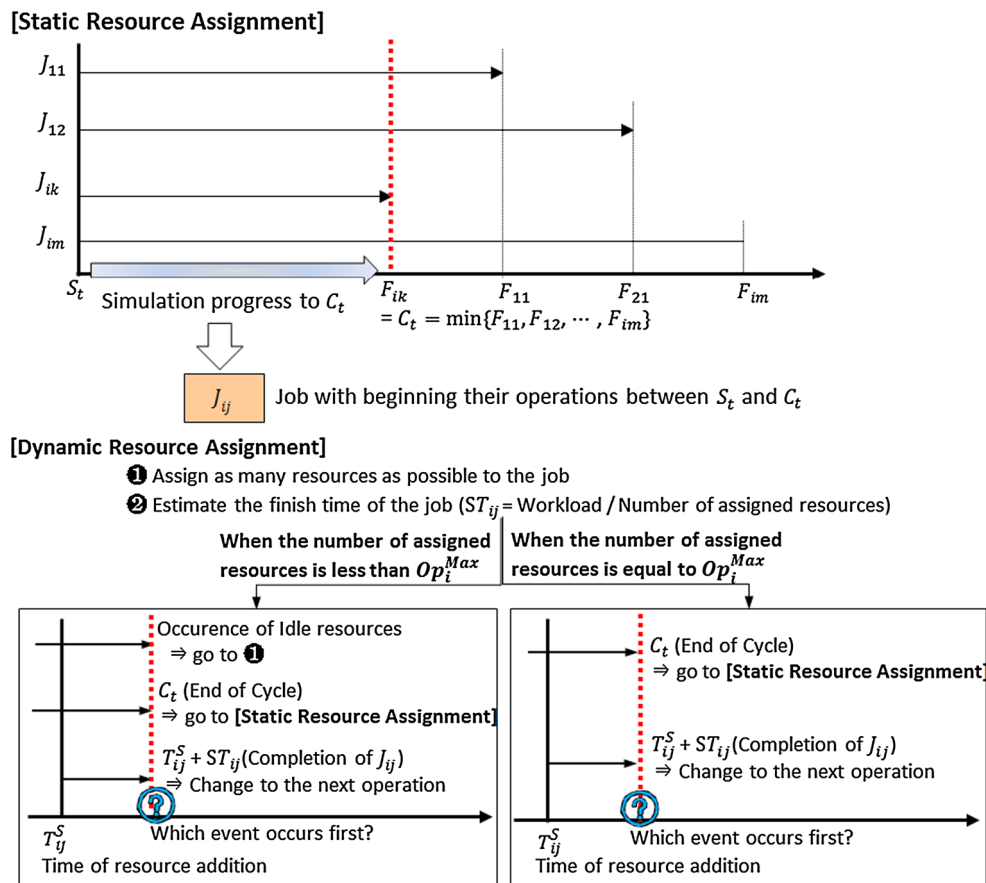 [Static Resource Assignment]
J₁₁
J₁₂
Jᵢₖ
Jᵢₘ
Sₜ
Simulation progress to Cₜ
Fᵢₖ
F₁₁
F₂₁
Fᵢₘ
= Cₜ = min{F₁₁, F₁₂, ⋯ , Fᵢₘ}
Jᵢⱼ
Job with beginning their operations between Sₜ and Cₜ
[Dynamic Resource Assignment]
❶ Assign as many resources as possible to the job
❷ Estimate the finish time of the job (STᵢⱼ = Workload / Number of assigned resources)
When the number of assigned
resources is less than Opᵢᴹᵃˣ
When the number of assigned
resources is equal to Opᵢᴹᵃˣ
Occurence of Idle resources
⇒ go to ❶
Cₜ (End of Cycle)
⇒ go to [Static Resource Assignment]
Tᵢⱼˢ + STᵢⱼ(Completion of Jᵢⱼ)
⇒ Change to the next operation
?
Tᵢⱼˢ
Which event occurs first?
Time of resource addition
Cₜ (End of Cycle)
⇒ go to [Static Resource Assignment]
Tᵢⱼˢ + STᵢⱼ(Completion of Jᵢⱼ)
⇒ Change to the next operation
?
Tᵢⱼˢ
Which event occurs first?
Time of resource addition